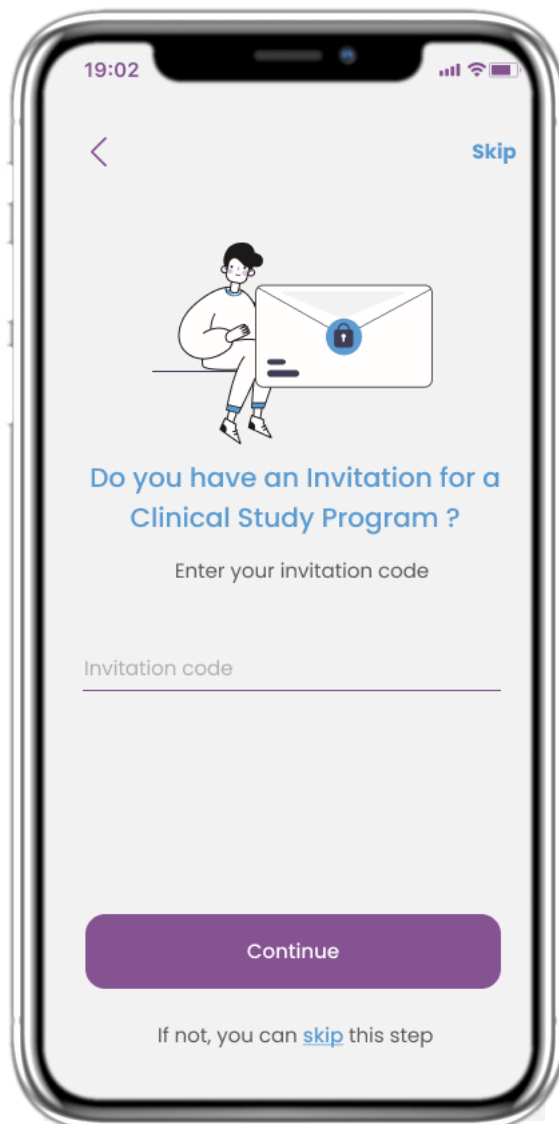 19:02
Skip
Do you have an Invitation for a
Clinical Study Program ?
Enter your invitation code
Invitation code
Continue
If not, you can skip this step